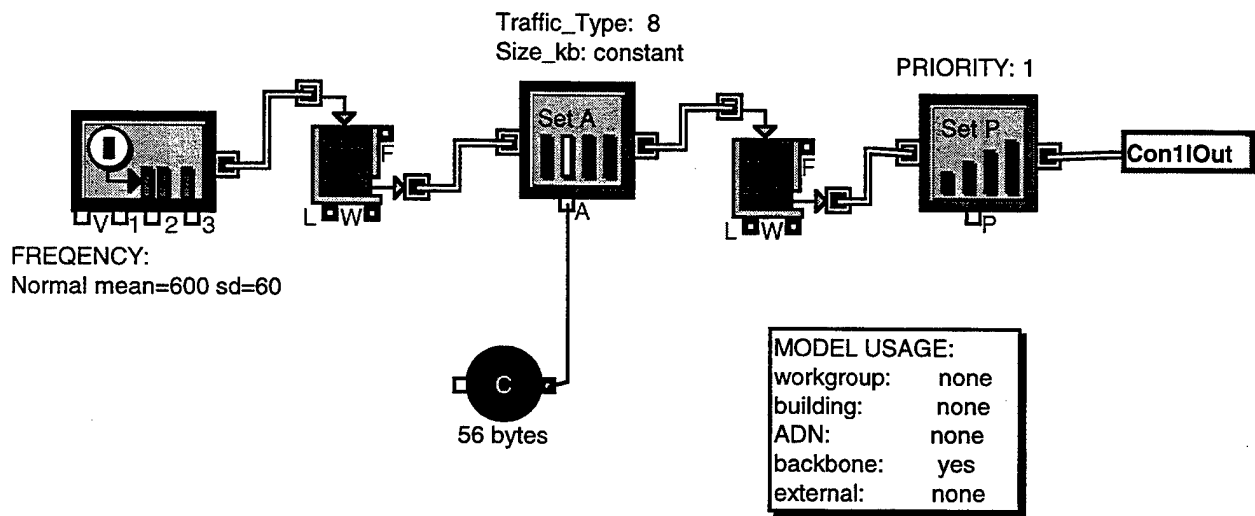 Traffic_Type: 8
Size_kb: constant
PRIORITY: 1
Set A
Set P
F
F
Con1IOut
V 1 2 3
L W
A
L W
P
FREQENCY:
Normal mean=600 sd=60
C
56 bytes
MODEL USAGE:
workgroup: none
building: none
ADN: none
backbone: yes
external: none